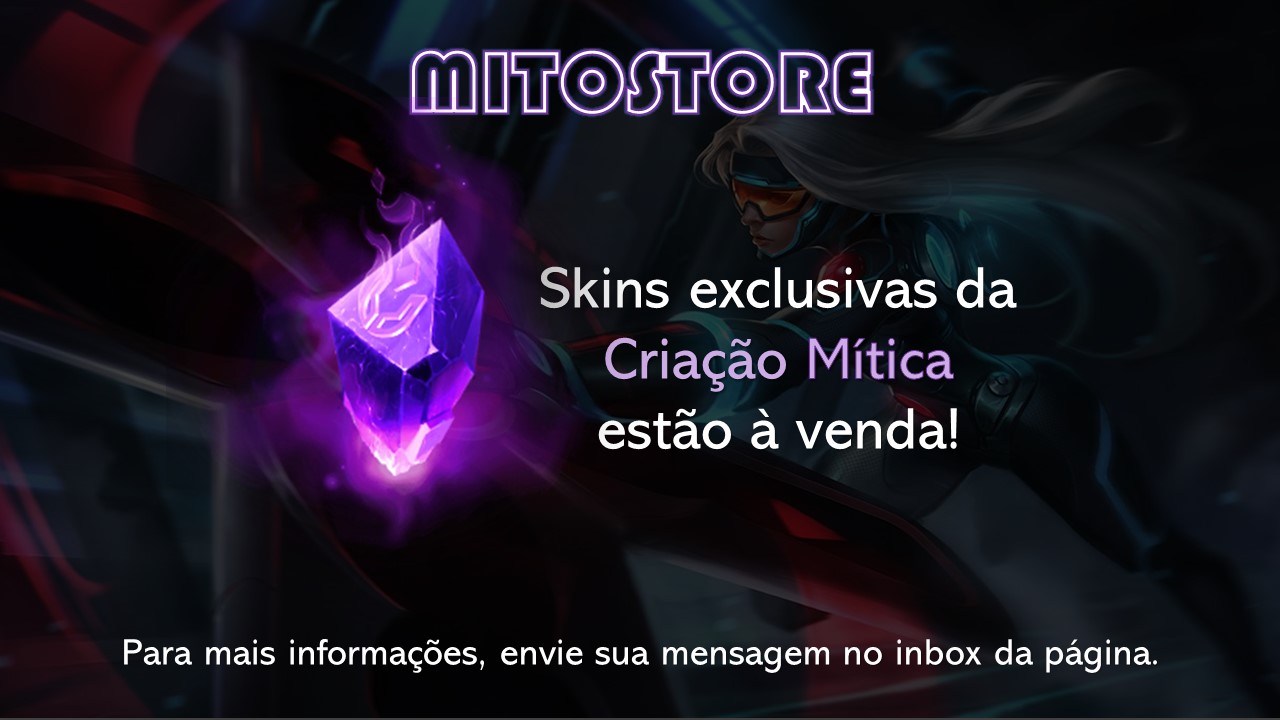 MITOSTORE
Skins exclusivas da
Criação Mítica
estão à venda!
Para mais informações, envie sua mensagem no inbox da página.